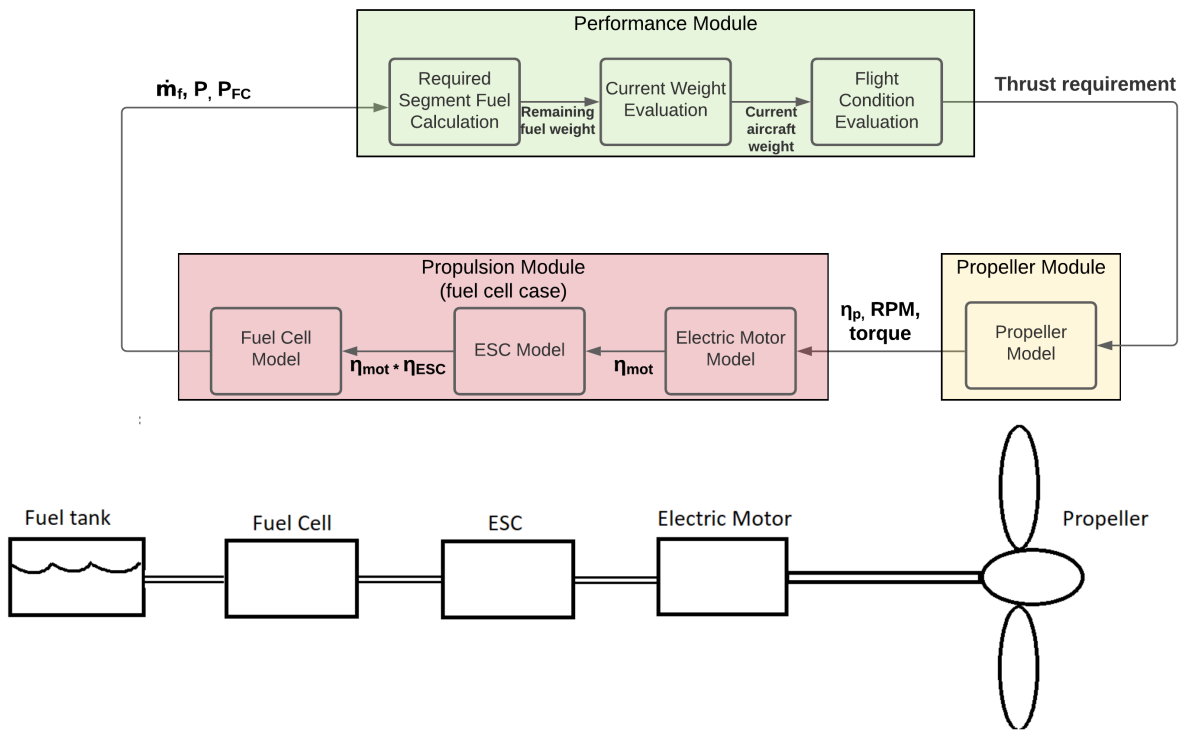 Performance Module
ṁf, P, PFC
Required
Segment Fuel
Calculation
Remaining
fuel weight
Current Weight
Evaluation
Current
aircraft
weight
Flight
Condition
Evaluation
Thrust requirement
Propulsion Module
(fuel cell case)
Fuel Cell
Model
ηmot * ηESC
ESC Model
ηmot
Electric Motor
Model
ηp, RPM,
torque
Propeller Module
Propeller
Model
:
Fuel tank
Fuel Cell
ESC
Electric Motor
Propeller